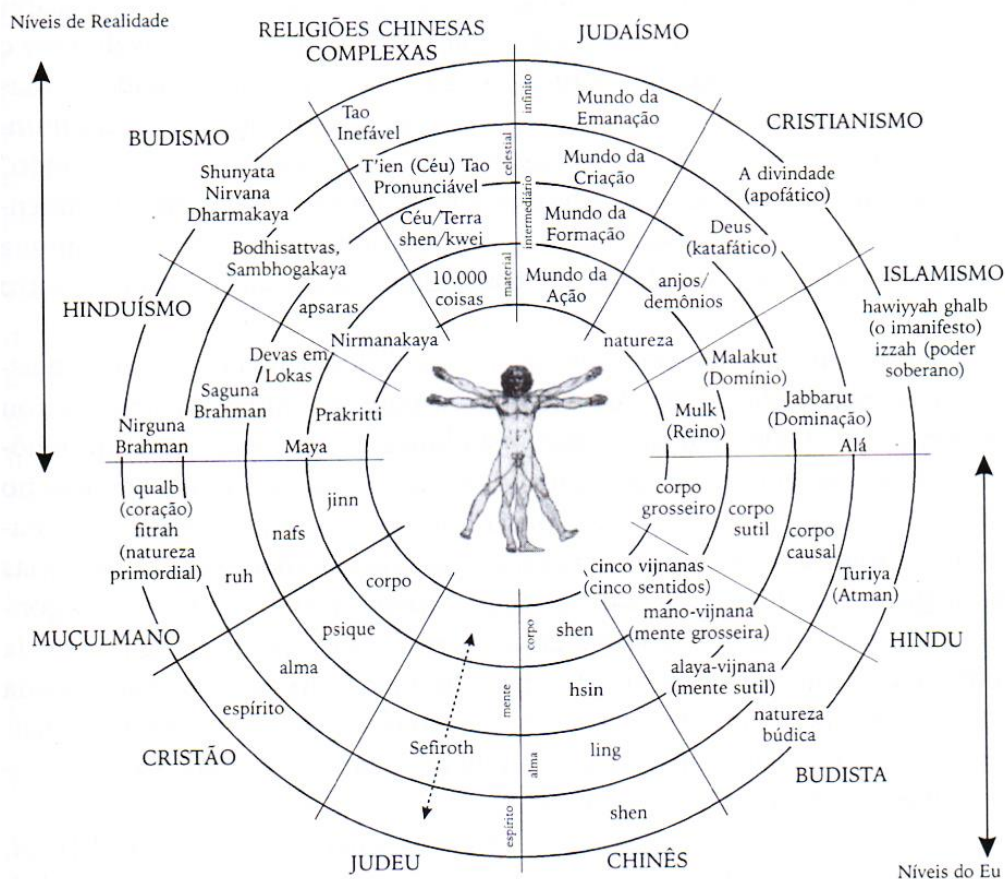 Níveis de Realidade
RELIGIÕES CHINESAS
COMPLEXAS
JUDAÍSMO
BUDISMO
CRISTIANISMO
HINDUÍSMO
ISLAMISMO
Tao
Inefável
T'ien (Céu) Tao
Pronunciável
Céu/Terra
shen/kwei
10.000
coisas
infinito
celestial
intermediário
material
Mundo da
Emanação
Mundo da
Criação
Mundo da
Formação
Mundo da
Ação
A divindade
(apofático)
Deus
(katafático)
anjos/
demônios
natureza
hawiyyah ghalb
(o imanifesto)
izzah (poder
soberano)
Malakut
(Domínio)
Jabbarut
(Dominação)
Mulk
(Reino)
Alá
Shunyata
Nirvana
Dharmakaya
Bodhisattvas,
Sambhogakaya
apsaras
Nirmanakaya
Devas em
Lokas
Saguna
Brahman
Prakritti
Nirguna
Brahman
Maya
qualb
(coração)
fitrah
(natureza
primordial)
jinn
nafs
ruh
MUÇULMANO
corpo
psique
alma
espírito
CRISTÃO
Sefiroth
JUDEU
corpo
mente
alma
espírito
shen
hsin
ling
shen
CHINÊS
cinco vijnanas
(cinco sentidos)
mano-vijnana
(mente grosseira)
alaya-vijnana
(mente sutil)
natureza
búdica
BUDISTA
corpo
grosseiro
corpo
sutil
corpo
causal
Turiya
(Atman)
HINDU
Níveis do Eu